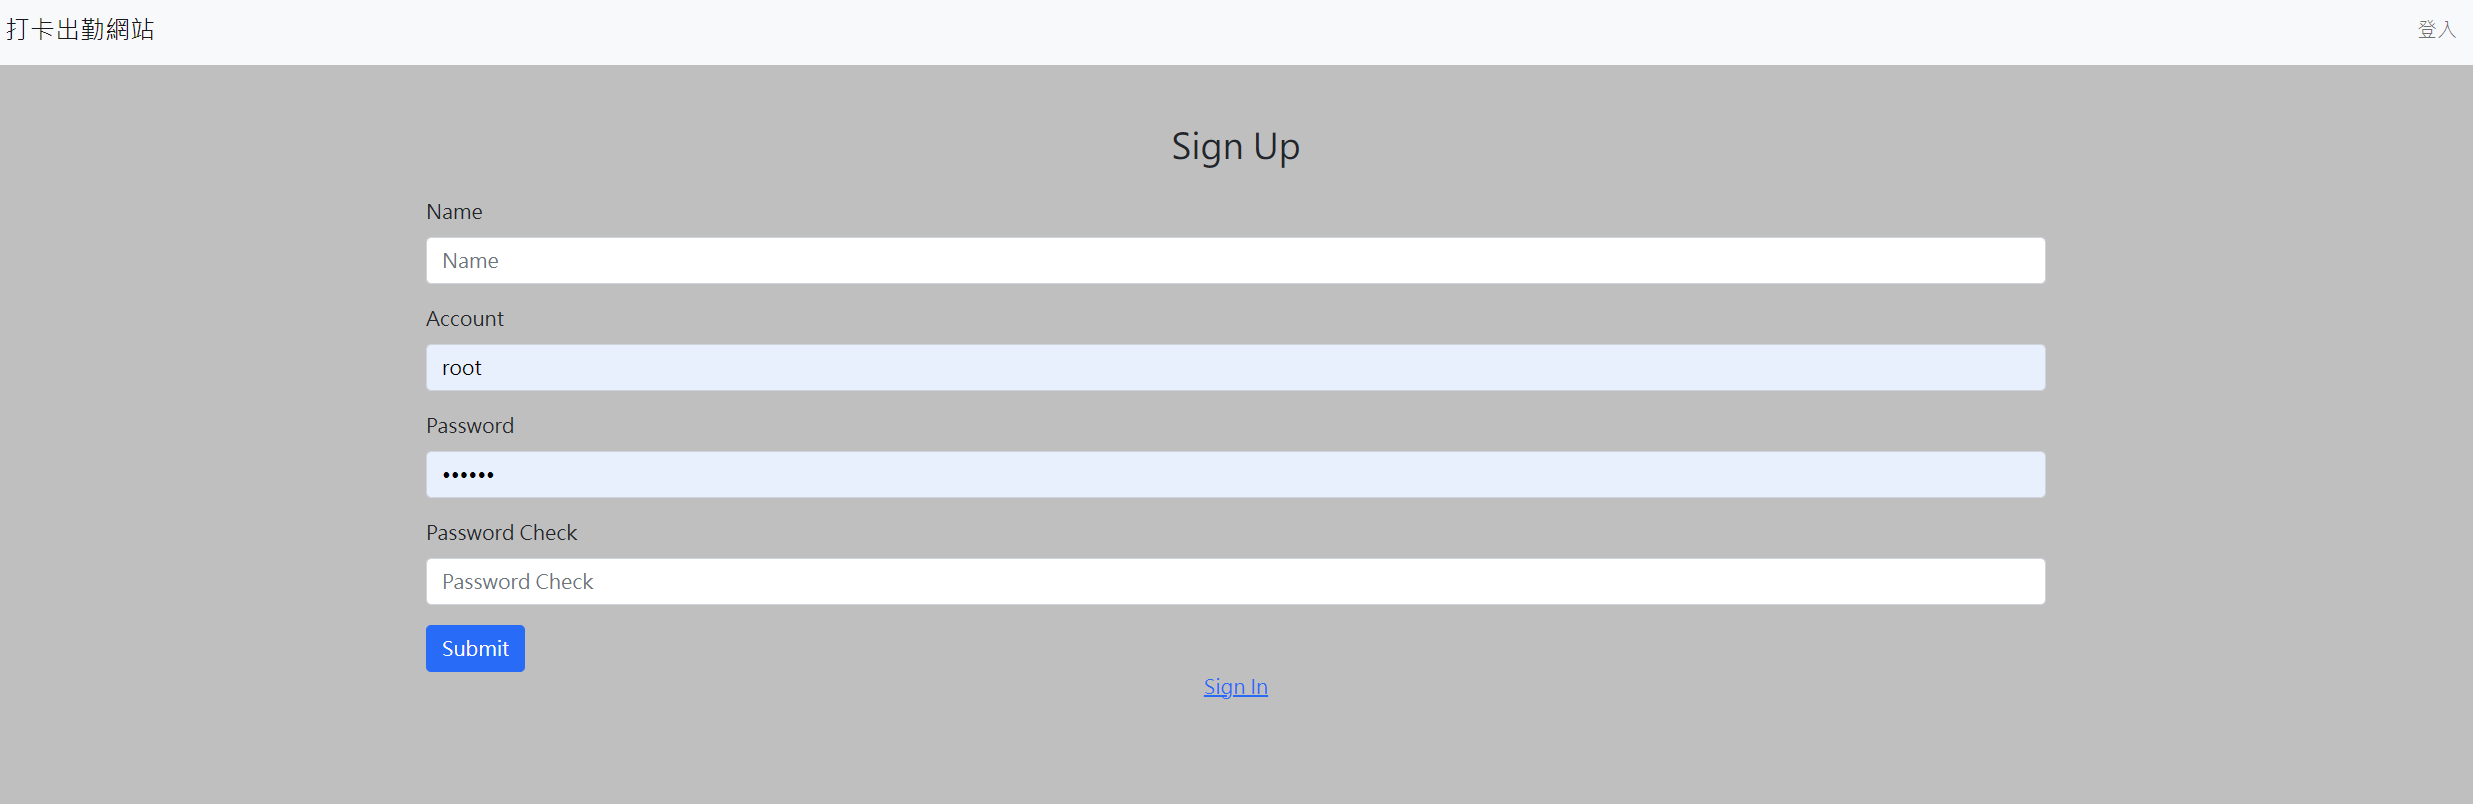 打卡出勤網站
登入
Sign Up
Name
Name
Account
root
Password
••••••
Password Check
Password Check
Submit
Sign In